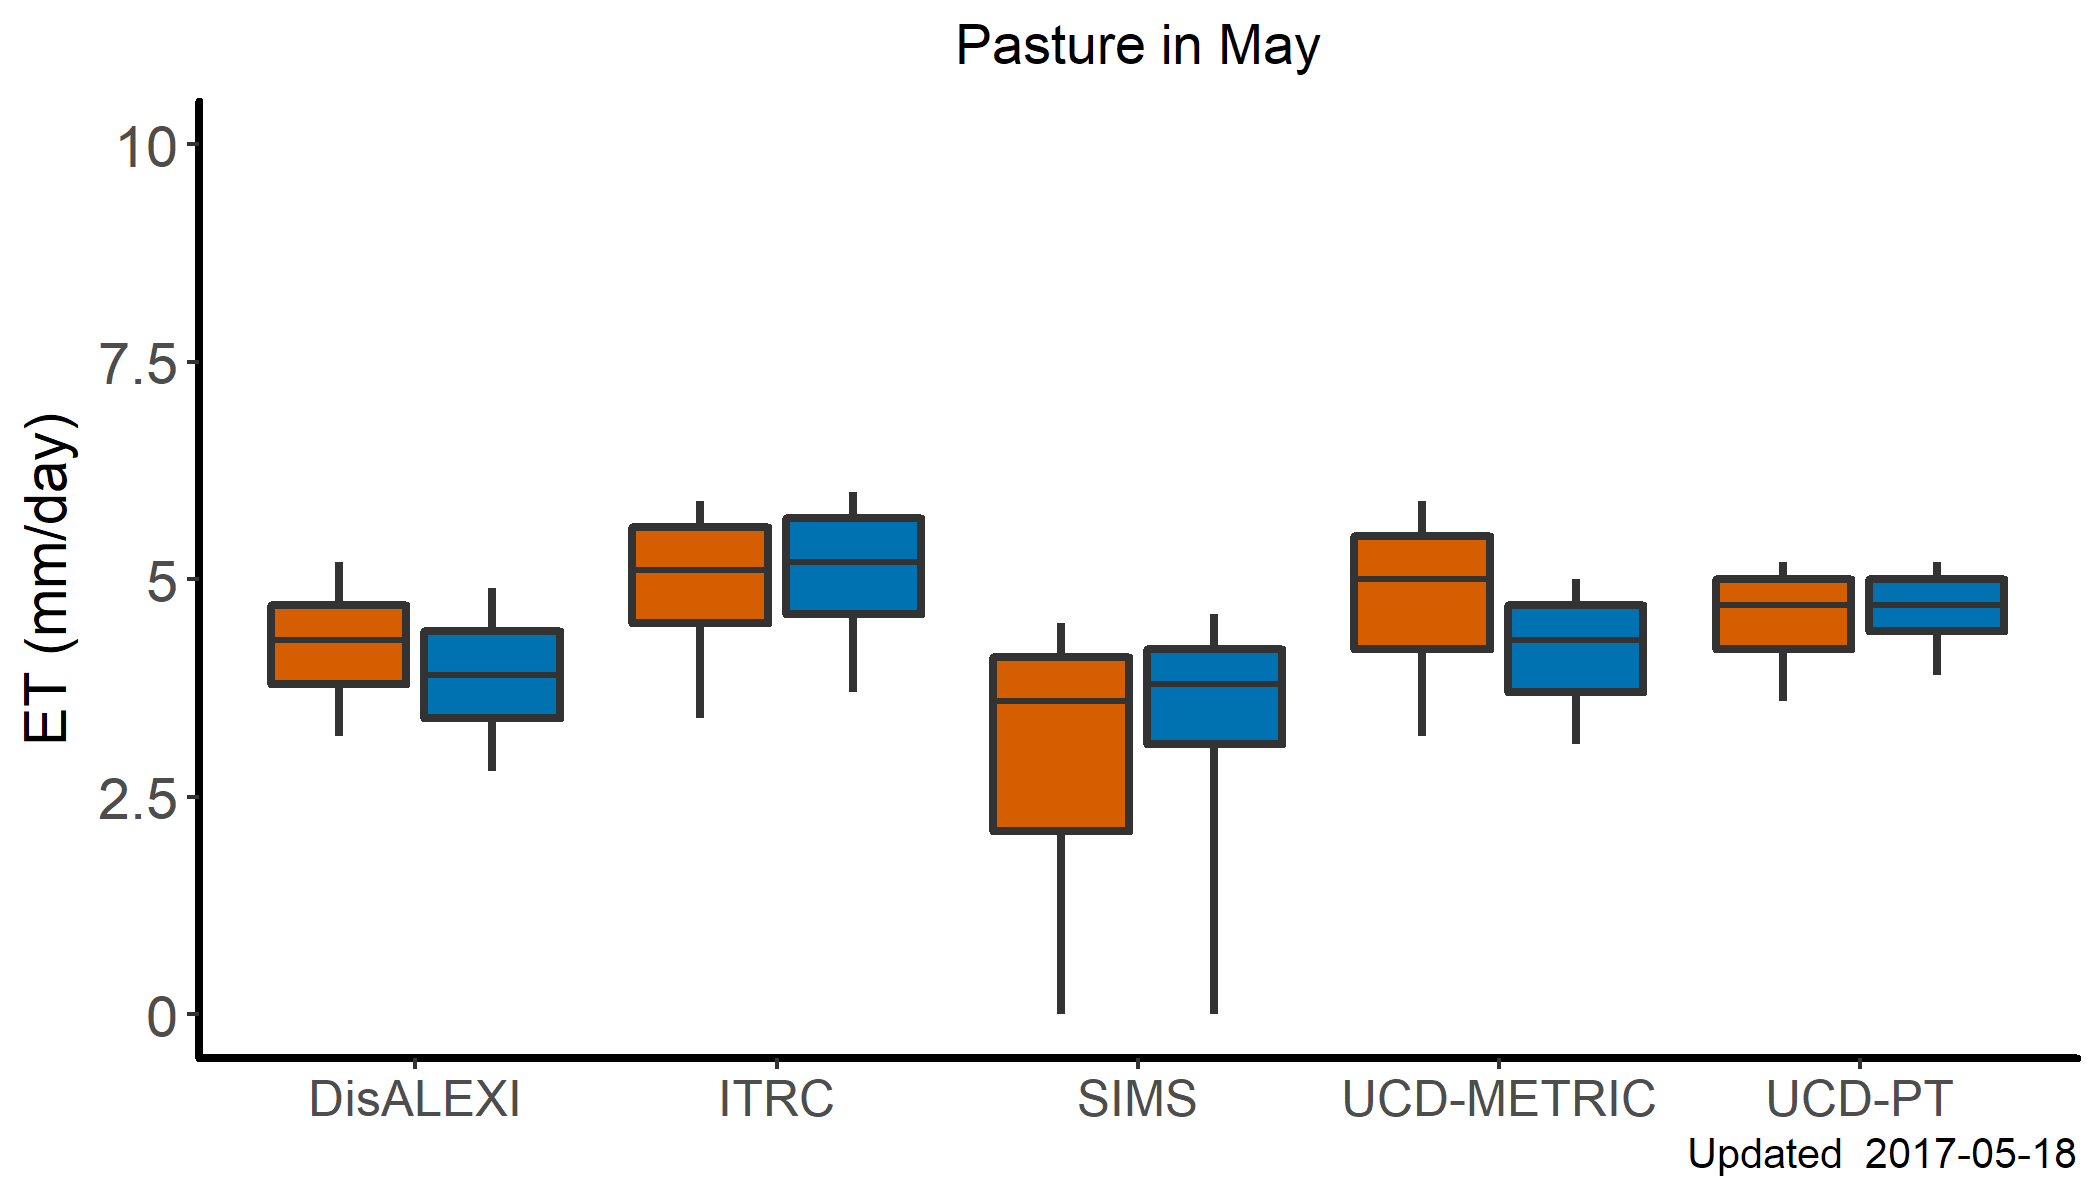 Pasture in May
ET (mm/day)
10
7.5
5
2.5
0
DisALEXI ITRC SIMS UCD-METRIC UCD-PT
Updated 2017-05-18